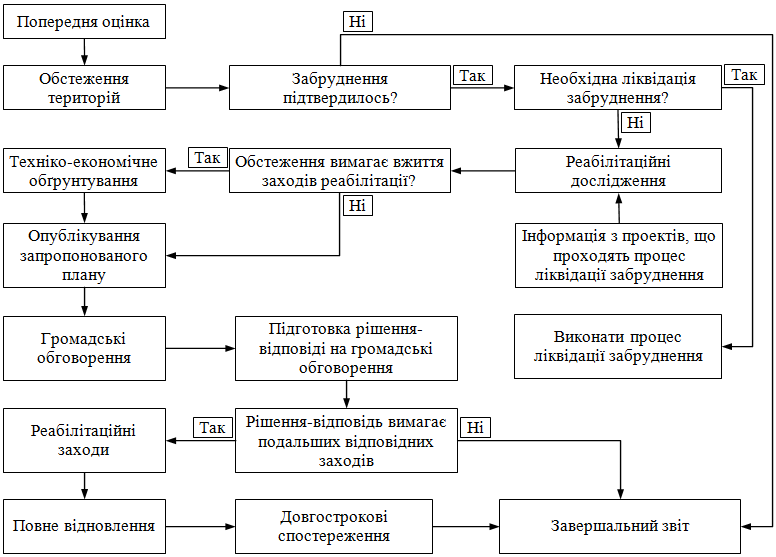 Попередня оцінка
Ні
Обстеження
територій
Забруднення
підтвердилось?
Так
Необхідна ліквідація
забруднення?
Так
Ні
Техніко-економічне
обґрунтування
Так
Обстеження вимагає вжиття
заходів реабілітації?
Реабілітаційні
дослідження
Ні
Опублікування
запропонованого
плану
Інформація з проектів, що
проходять процес
ліквідації забруднення
Громадські
обговорення
Підготовка рішення-
відповіді на громадські
обговорення
Виконати процес
ліквідації забруднення
Реабілітаційні
заходи
Так
Рішення-відповідь вимагає
подальших відповідних
заходів
Ні
Повне відновлення
Довгострокові
спостереження
Завершальний звіт